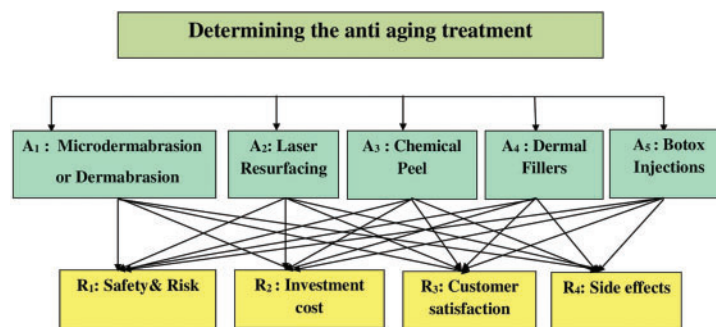 Determining the anti aging treatment
A₁ : Microdermabrasion
or Dermabrasion
A₂: Laser
Resurfacing
A₃ : Chemical
Peel
A₄ : Dermal
Fillers
A₅ : Botox
Injections
R₁: Safety& Risk
R₂ : Investment
cost
R₃: Customer
satisfaction
R₄: Side effects